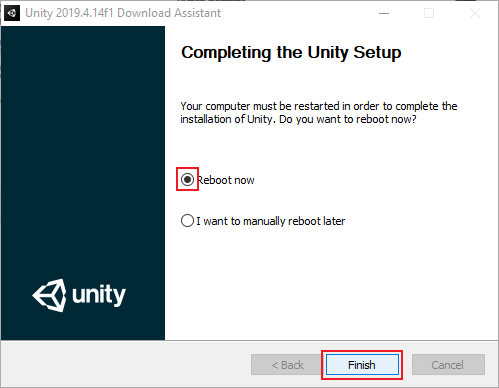 Unity 2019.4.14f1 Download Assistant
Completing the Unity Setup
Your computer must be restarted in order to complete the
installation of Unity. Do you want to reboot now?
Reboot now
I want to manually reboot later
unity
< Back
Finish
Cancel